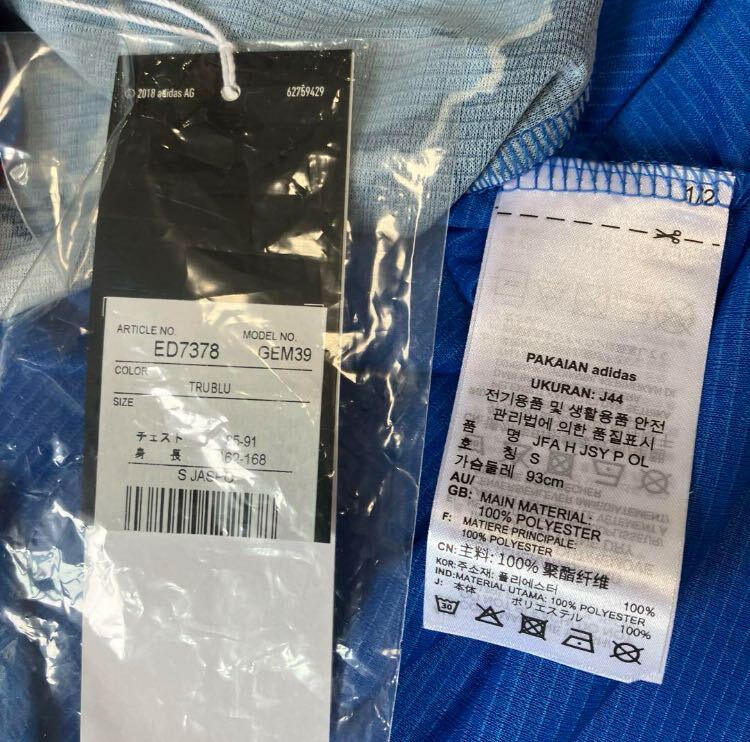 © 2018 adidas AG 62759429
ARTICLE NO. MODEL NO.
ED7378 GEM39
COLOR
TRUBLU
SIZE
チェスト 85-91
身 長 162-168
S JASPO
1/2
PAKAIAN adidas
UKURAN: J44
전기용품 및 생활용품 안전
관리법에 의한 품질표시
품 명 JFA H JSY P OL
호 칭 S
가슴둘레 93cm
AU/
GB: MAIN MATERIAL:
100% POLYESTER
F: MATIERE PRINCIPALE:
100% POLYESTER
CN: 主料: 100% 聚酯纤维
KOR: 주소재: 폴리에스터 100%
IND: MATERIAL UTAMA: 100% POLYESTER
J: 本体 ポリエステル 100%
30